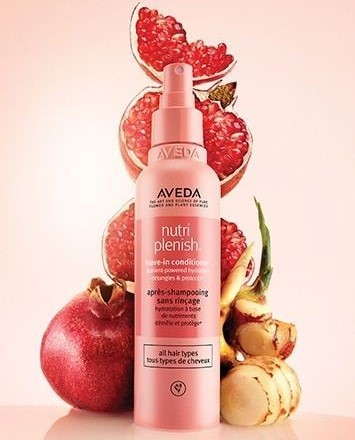 AVEDA
AVEDA
THE ART AND SCIENCE OF PURE
FLOWER AND PLANT ESSENCES
nutri
plenish.
leave-in conditioner
nutrient-powered hydration
detangles & protects*
après-shampooing
sans rinçage
hydratation à base
de nutriments
démêle et protège*
all hair types
tous types de cheveux